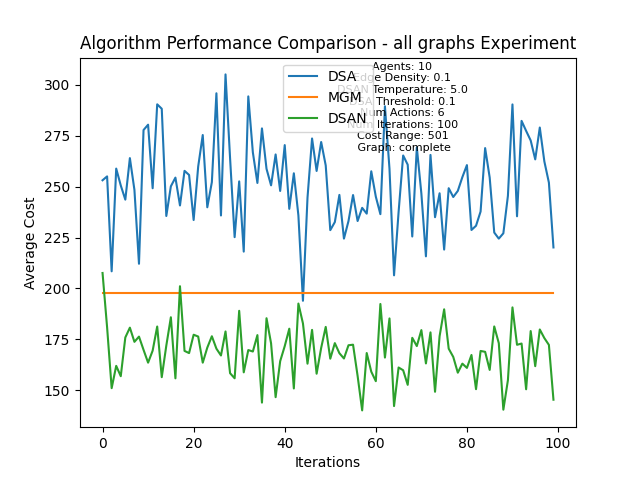 Algorithm Performance Comparison - all graphs Experiment
Average Cost
300
275
250
225
200
175
150
DSA
MGM
DSAN
Agents: 10
Edge Density: 0.1
DSAN Temperature: 5.0
DSA Threshold: 0.1
Num Actions: 6
Num Iterations: 100
Cost Range: 501
Graph: complete
0
20
40
60
80
100
Iterations